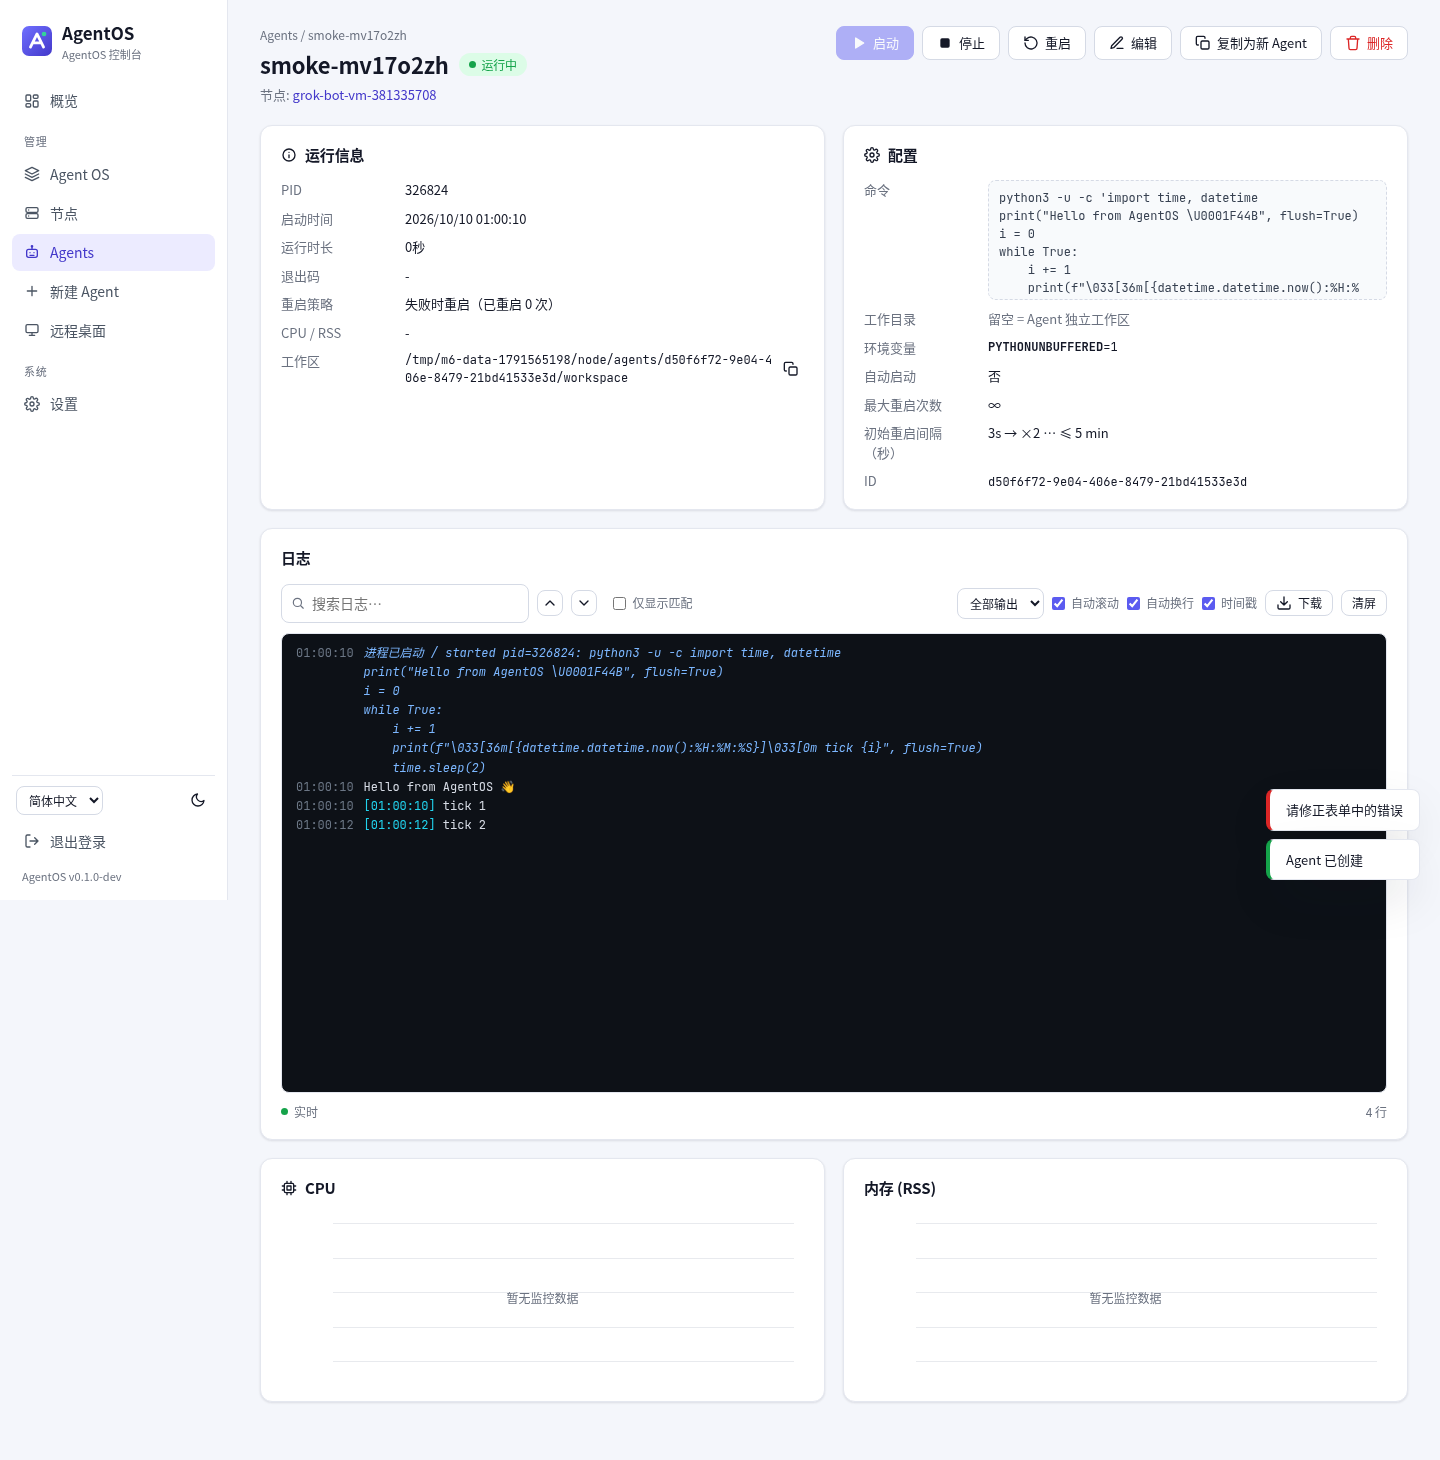 AgentOS
AgentOS 控制台
概览
管理
Agent OS
节点
Agents
新建 Agent
远程桌面
系统
设置
简体中文
退出登录
AgentOS v0.1.0-dev
Agents / smoke-mv17o2zh
smoke-mv17o2zh 运行中
节点: grok-bot-vm-381335708
启动 停止 重启 编辑 复制为新 Agent 删除
运行信息
PID 326824
启动时间 2026/10/10 01:00:10
运行时长 0秒
退出码 -
重启策略 失败时重启（已重启 0 次）
CPU / RSS -
工作区 /tmp/m6-data-1791565198/node/agents/d50f6f72-9e04-4
06e-8479-21bd41533e3d/workspace
配置
命令 python3 -u -c 'import time, datetime
print("Hello from AgentOS \U0001F44B", flush=True)
i = 0
while True:
    i += 1
    print(f"\033[36m[{datetime.datetime.now():%H:%
工作目录 留空 = Agent 独立工作区
环境变量 PYTHONUNBUFFERED=1
自动启动 否
最大重启次数 ∞
初始重启间隔 3s → ×2 … ≤ 5 min
（秒）
ID d50f6f72-9e04-406e-8479-21bd41533e3d
日志
搜索日志… 仅显示匹配 全部输出 自动滚动 自动换行 时间戳 下载 清屏
01:00:10 进程已启动 / started pid=326824: python3 -u -c import time, datetime
print("Hello from AgentOS \U0001F44B", flush=True)
i = 0
while True:
    i += 1
    print(f"\033[36m[{datetime.datetime.now():%H:%M:%S}]\033[0m tick {i}", flush=True)
    time.sleep(2)
01:00:10 Hello from AgentOS 👋
01:00:10 [01:00:10] tick 1
01:00:12 [01:00:12] tick 2
请修正表单中的错误
Agent 已创建
实时 4 行
CPU
暂无监控数据
内存 (RSS)
暂无监控数据